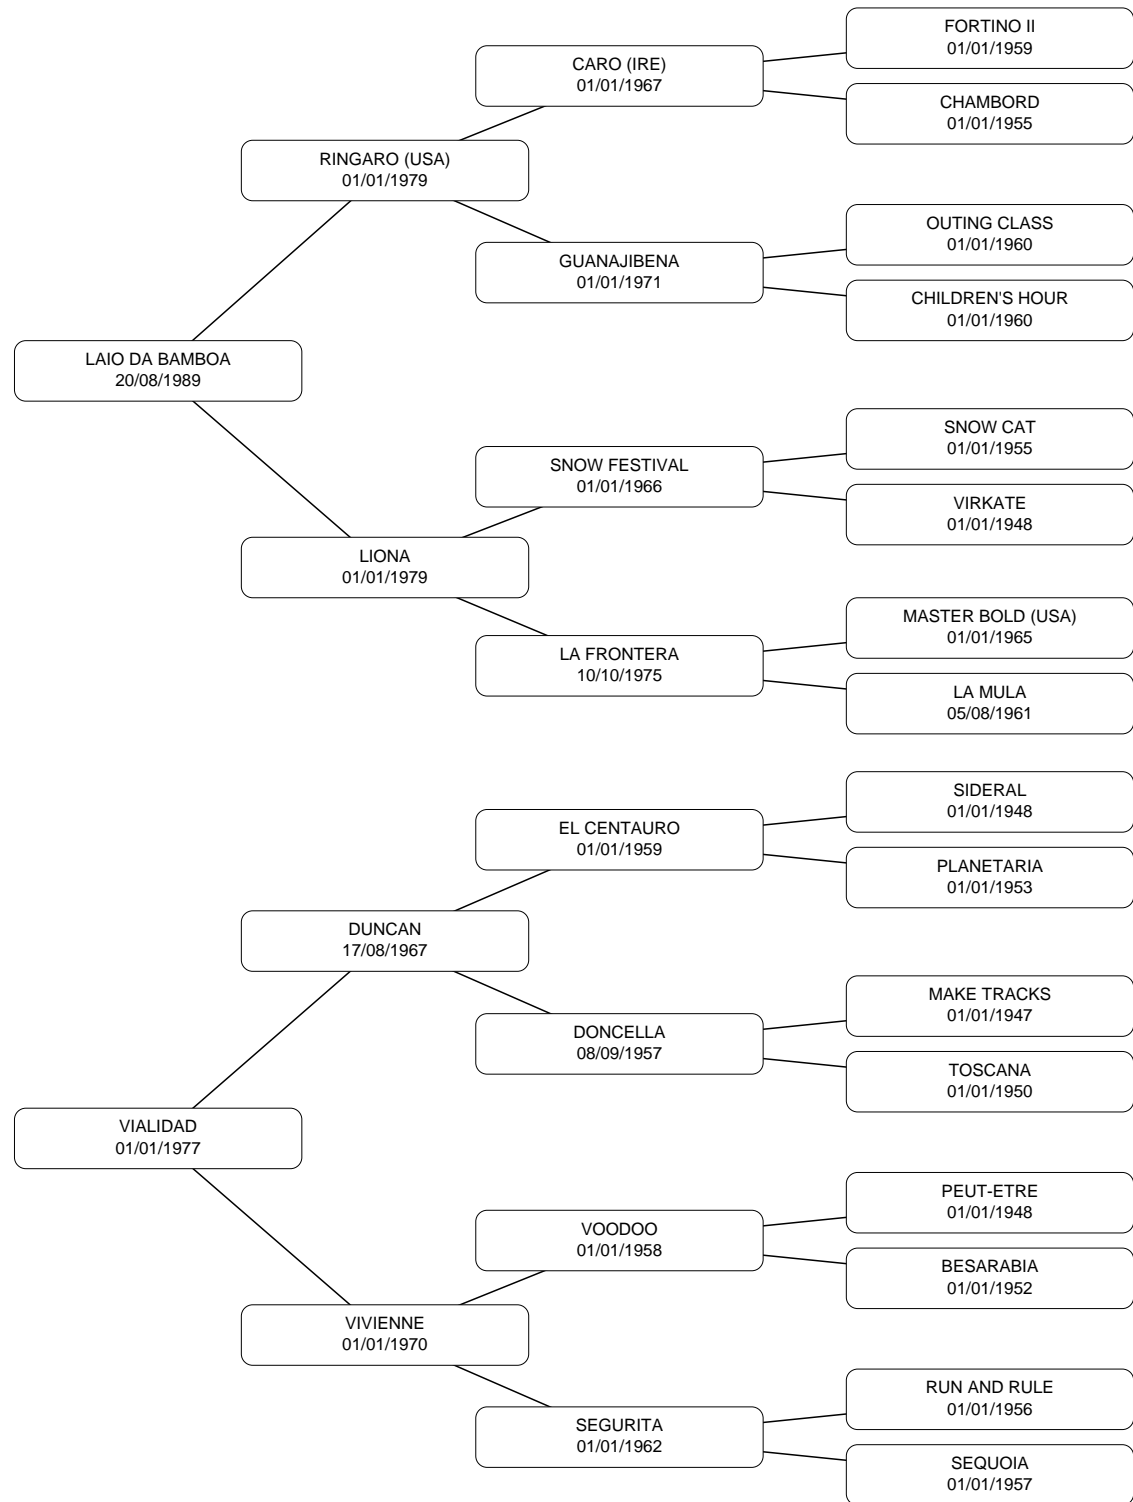 FORTINO II
01/01/1959
CARO (IRE)
01/01/1967
CHAMBORD
01/01/1955
RINGARO (USA)
01/01/1979
OUTING CLASS
01/01/1960
GUANAJIBENA
01/01/1971
CHILDREN'S HOUR
01/01/1960
LAIO DA BAMBOA
20/08/1989
SNOW CAT
01/01/1955
SNOW FESTIVAL
01/01/1966
VIRKATE
01/01/1948
LIONA
01/01/1979
MASTER BOLD (USA)
01/01/1965
LA FRONTERA
10/10/1975
LA MULA
05/08/1961
SIDERAL
01/01/1948
EL CENTAURO
01/01/1959
PLANETARIA
01/01/1953
DUNCAN
17/08/1967
MAKE TRACKS
01/01/1947
DONCELLA
08/09/1957
TOSCANA
01/01/1950
VIALIDAD
01/01/1977
PEUT-ETRE
01/01/1948
VOODOO
01/01/1958
BESARABIA
01/01/1952
VIVIENNE
01/01/1970
RUN AND RULE
01/01/1956
SEGURITA
01/01/1962
SEQUOIA
01/01/1957